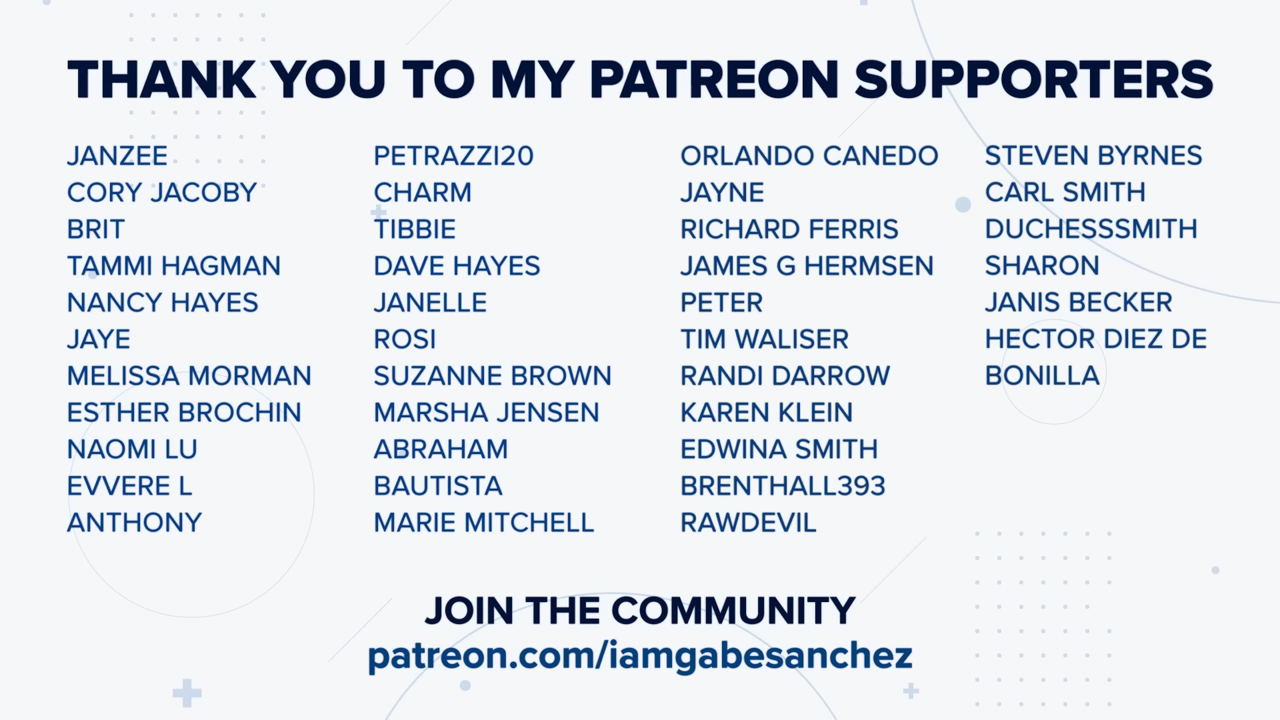 THANK YOU TO MY PATREON SUPPORTERS
JANZEE
CORY JACOBY
BRIT
TAMMI HAGMAN
NANCY HAYES
JAYE
MELISSA MORMAN
ESTHER BROCHIN
NAOMI LU
EVVERE L
ANTHONY
PETRAZZI20
CHARM
TIBBIE
DAVE HAYES
JANELLE
ROSI
SUZANNE BROWN
MARSHA JENSEN
ABRAHAM
BAUTISTA
MARIE MITCHELL
ORLANDO CANEDO
JAYNE
RICHARD FERRIS
JAMES G HERMSEN
PETER
TIM WALISER
RANDI DARROW
KAREN KLEIN
EDWINA SMITH
BRENTHALL393
RAWDEVIL
STEVEN BYRNES
CARL SMITH
DUCHESSSMITH
SHARON
JANIS BECKER
HECTOR DIEZ DE
BONILLA
JOIN THE COMMUNITY
patreon.com/iamgabesanchez